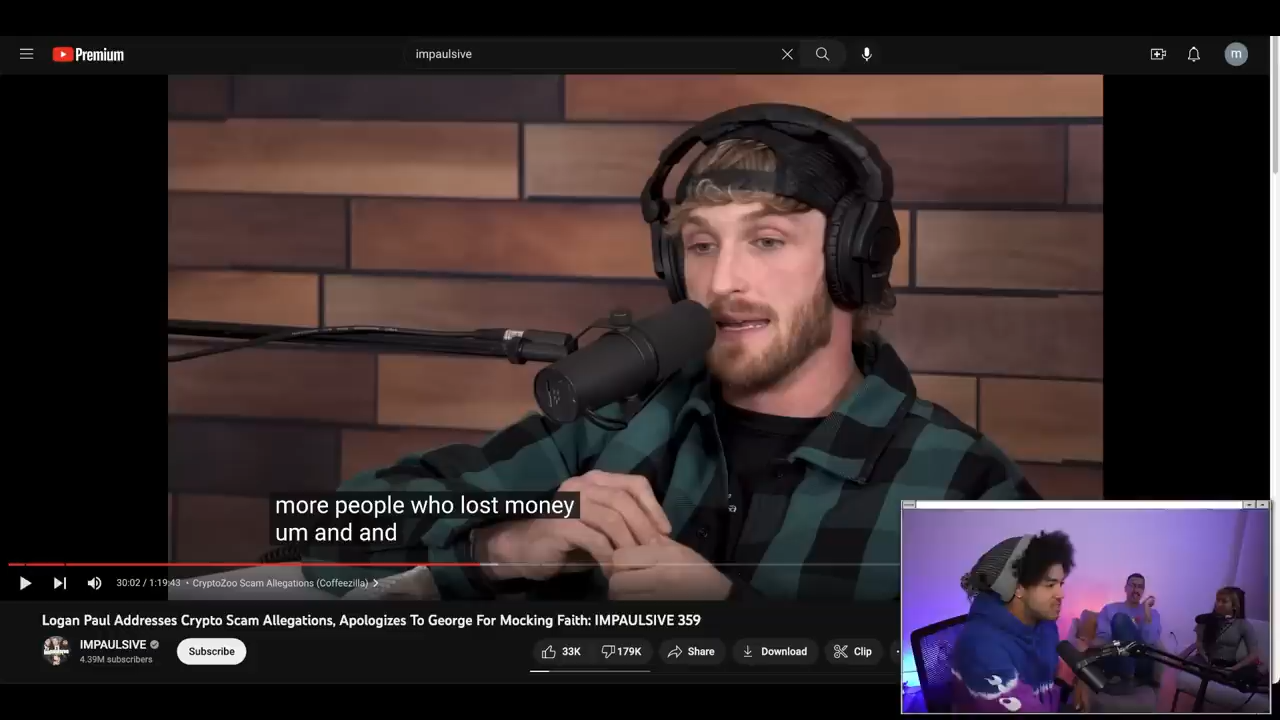 Premium
impaulsive
m
more people who lost money
um and and
30:02 / 1:19:43 • CryptoZoo Scam Allegations (Coffeezilla)
Logan Paul Addresses Crypto Scam Allegations, Apologizes To George For Mocking Faith: IMPAULSIVE 359
IMPAULSIVE
4.39M subscribers
Subscribe
33K
179K
Share
Download
Clip